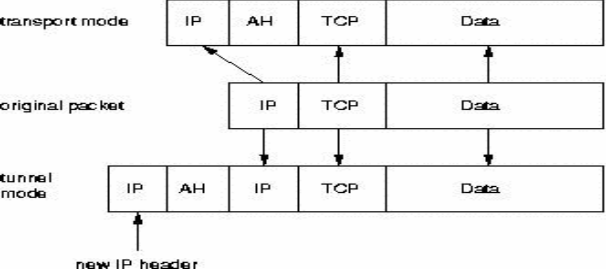 transport mode IP AH TCP Data
original packet IP TCP Data
tunnel
mode IP AH IP TCP Data
new IP header